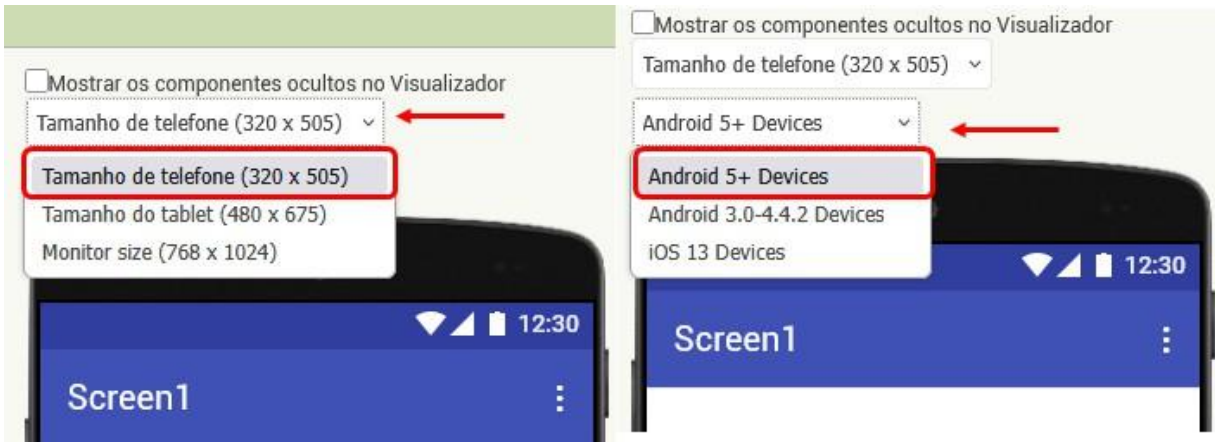 Mostrar os componentes ocultos no Visualizador
Tamanho de telefone (320 x 505)
Tamanho de telefone (320 x 505)
Tamanho do tablet (480 x 675)
Monitor size (768 x 1024)
12:30
Screen1
Mostrar os componentes ocultos no Visualizador
Tamanho de telefone (320 x 505)
Android 5+ Devices
Android 5+ Devices
Android 3.0-4.4.2 Devices
iOS 13 Devices
12:30
Screen1